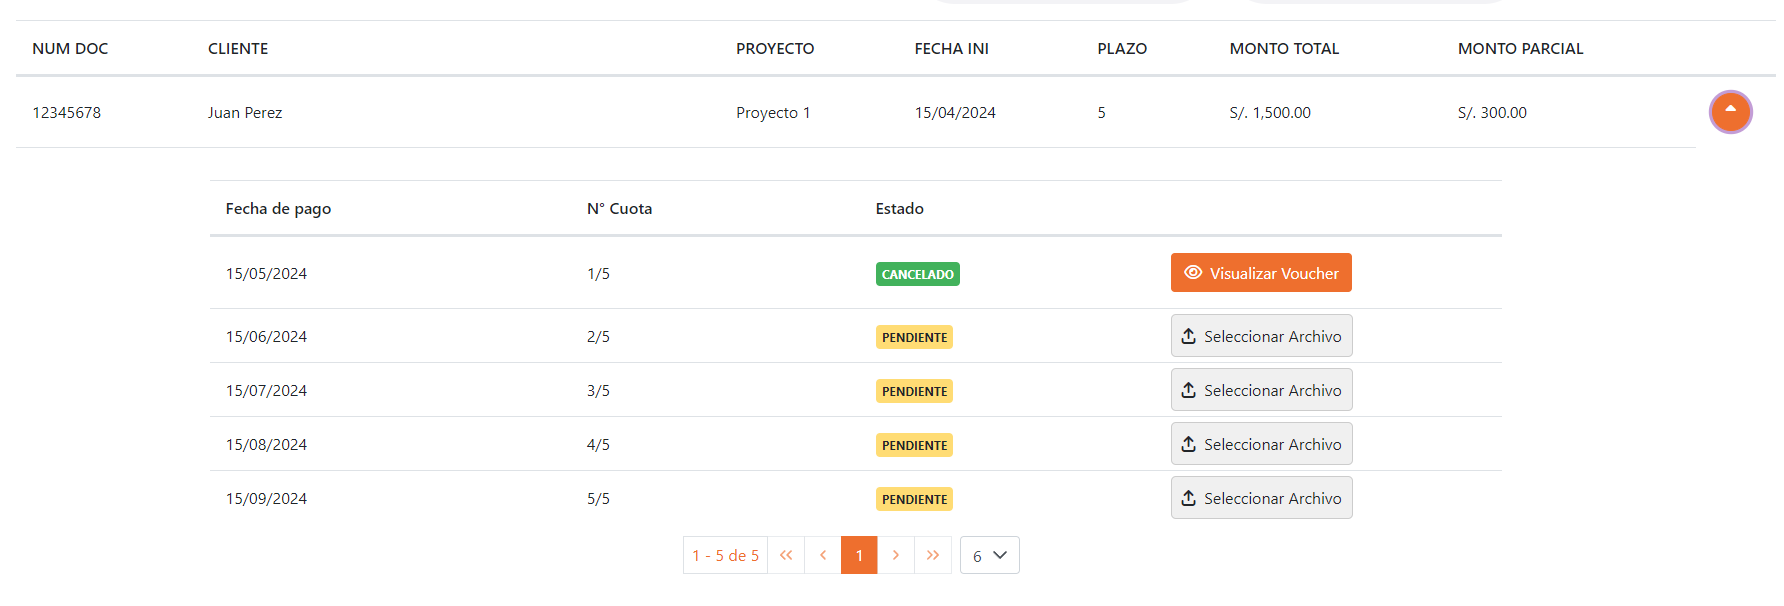 NUM DOC CLIENTE PROYECTO FECHA INI PLAZO MONTO TOTAL MONTO PARCIAL
12345678 Juan Perez Proyecto 1 15/04/2024 5 S/. 1,500.00 S/. 300.00
Fecha de pago N° Cuota Estado
15/05/2024 1/5 CANCELADO Visualizar Voucher
15/06/2024 2/5 PENDIENTE Seleccionar Archivo
15/07/2024 3/5 PENDIENTE Seleccionar Archivo
15/08/2024 4/5 PENDIENTE Seleccionar Archivo
15/09/2024 5/5 PENDIENTE Seleccionar Archivo
1 - 5 de 5 << < 1 > >> 6